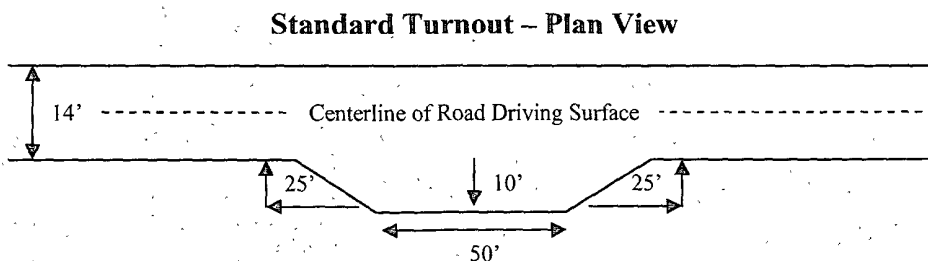 Standard Turnout – Plan View
14'
Centerline of Road Driving Surface
25'
10'
25'
50'